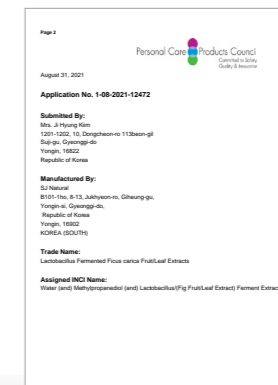 Page 2
Personal Care Products Counci
Committed to Safety
Quality & Innovation
August 31, 2021
Application No. 1-08-2021-12472
Submitted By:
Mrs. Ji Hyung Kim
1201-1202, 10, Dongcheon-ro 113beon-gil
Suji-gu, Gyeonggi-do
Yongin, 16822
Republic of Korea
Manufactured By:
SJ Natural
B101-1ho, 8-13, Jukhyeon-ro, Giheung-gu,
Yongin-si, Gyeonggi-do,
Republic of Korea
Yongin, 16902
KOREA (SOUTH)
Trade Name:
Lactobacillus Fermented Ficus carica Fruit/Leaf Extracts
Assigned INCI Name:
Water (and) Methylpropanediol (and) Lactobacillus/(Fig Fruit/Leaf Extract) Ferment Extrac